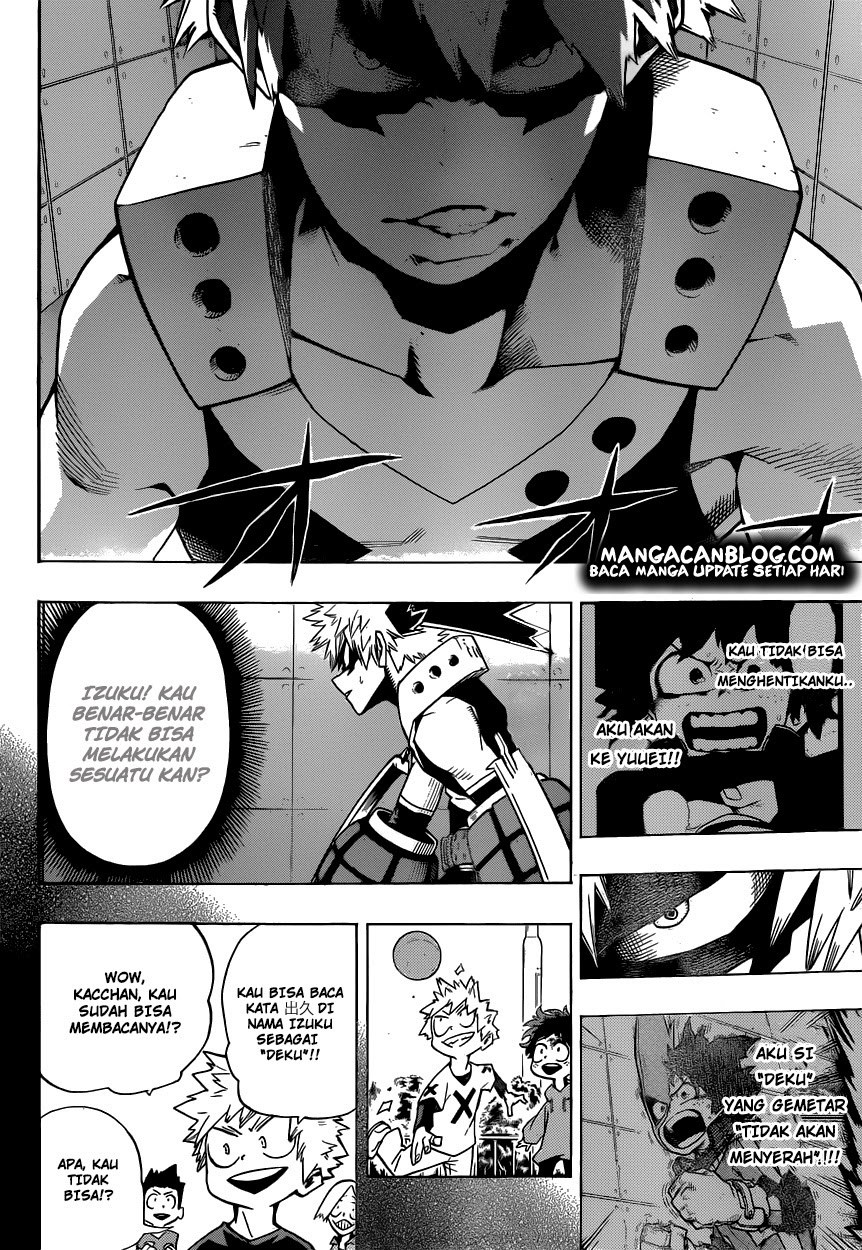 MANGACANBLOG.COM
BACA MANGA UPDATE SETIAP HARI
KAU TIDAK BISA
MENGHENTIKANKU..
AKU AKAN
KE YUUEI!!
IZUKU! KAU
BENAR-BENAR
TIDAK BISA
MELAKUKAN
SESUATU KAN?
AKU SI
"DEKU"
YANG GEMETAR
"TIDAK AKAN
MENYERAH".!!!
X
KAU BISA BACA
KATA 出久 DI
NAMA IZUKU
SEBAGAI
"DEKU"!!
WOW,
KACCHAN, KAU
SUDAH BISA
MEMBACANYA!?
APA, KAU
TIDAK
BISA!?